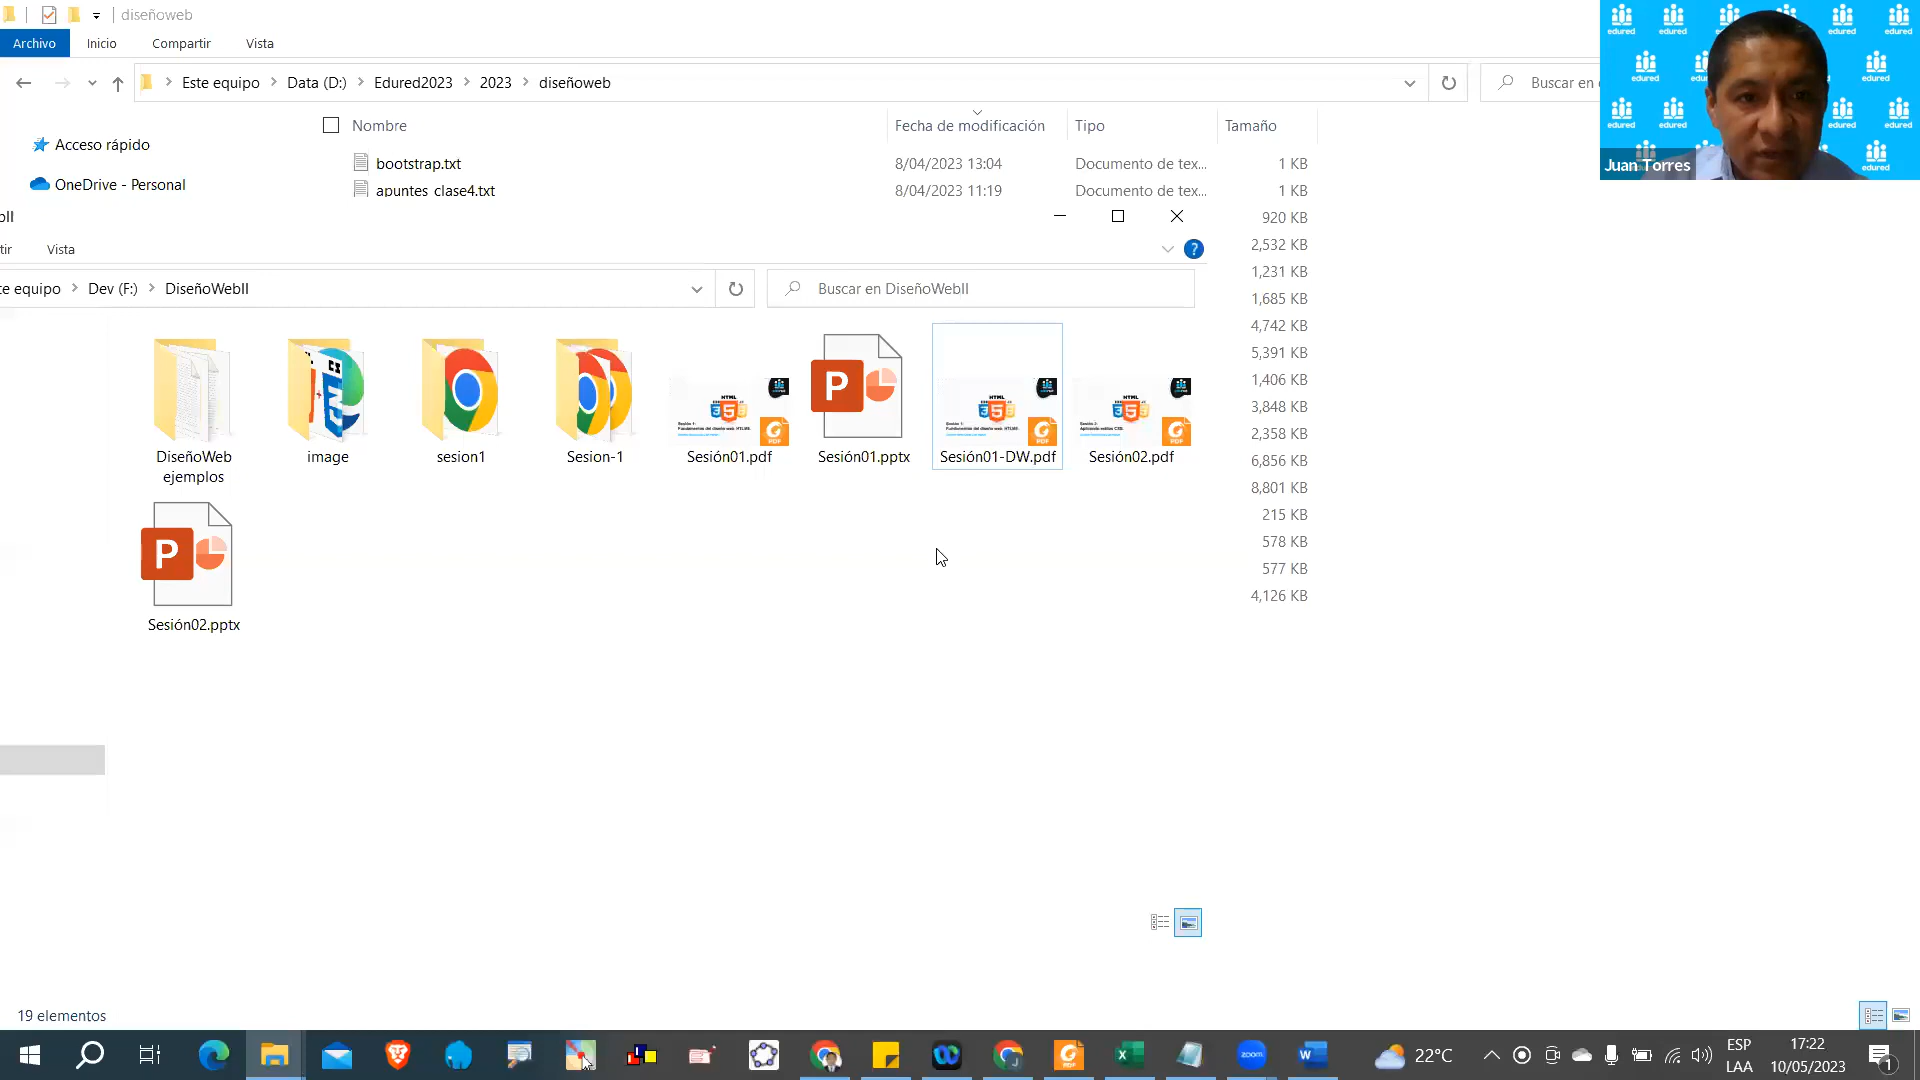 diseñoweb
Archivo Inicio Compartir Vista
Este equipo Data (D:) Edured2023 2023 diseñoweb
Buscar en
Nombre Fecha de modificación Tipo Tamaño
Acceso rápido
bootstrap.txt 8/04/2023 13:04 Documento de tex... 1 KB
OneDrive - Personal
apuntes clase4.txt 8/04/2023 11:19 Documento de tex... 1 KB
bII
920 KB
tir Vista
2,532 KB
1,231 KB
te equipo Dev (F:) DiseñoWebII
Buscar en DiseñoWebII
1,685 KB
4,742 KB
5,391 KB
1,406 KB
3,848 KB
2,358 KB
6,856 KB
8,801 KB
215 KB
578 KB
577 KB
4,126 KB
DiseñoWeb
ejemplos
image
sesion1
Sesion-1
Sesión01.pdf
Sesión01.pptx
Sesión01-DW.pdf
Sesión02.pdf
Sesión02.pptx
19 elementos
22°C
ESP
LAA
17:22
10/05/2023
1
zoom
edured
Juan Torres